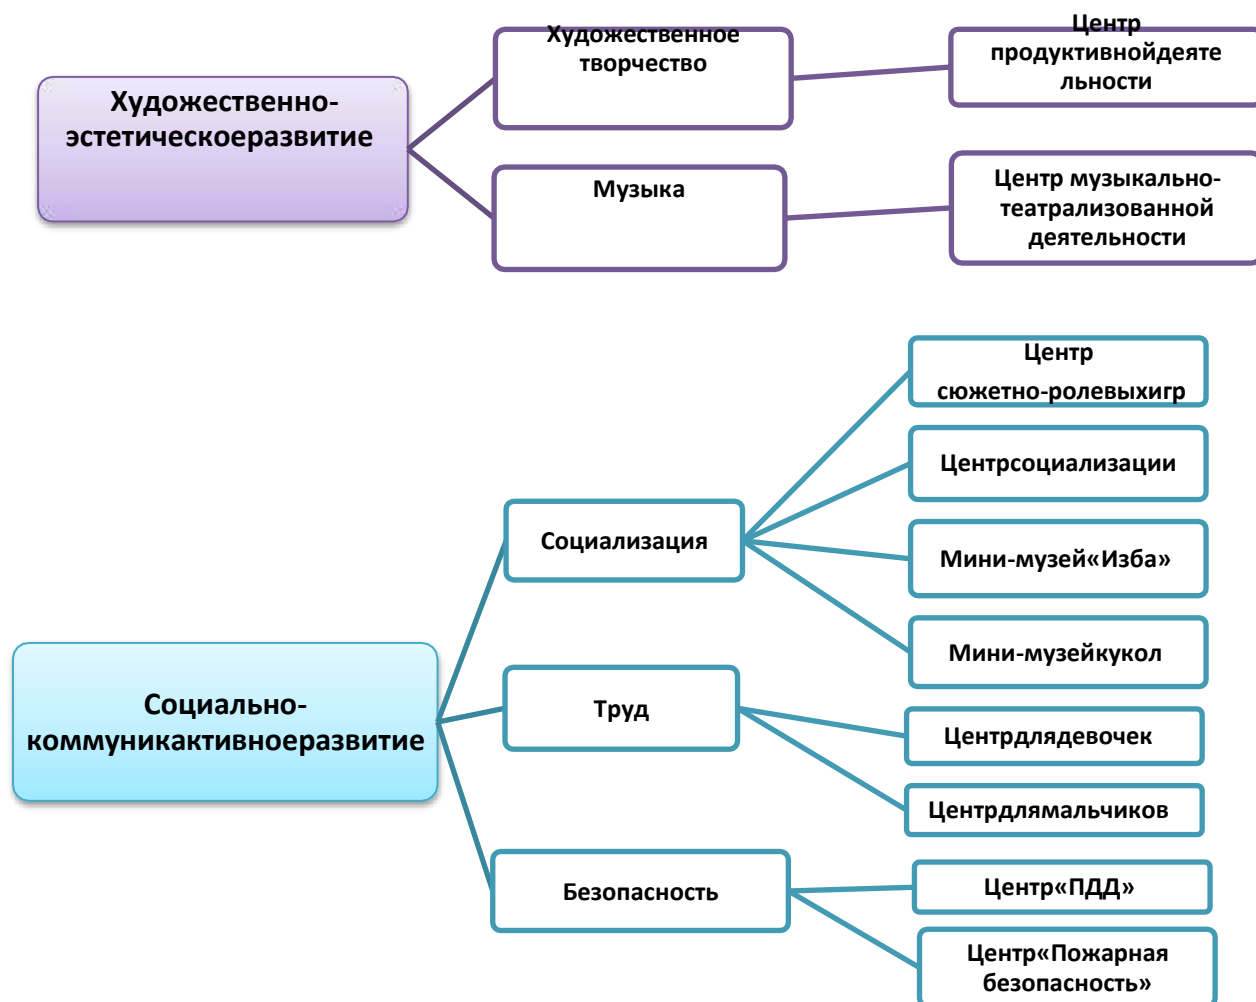 Художественно-
эстетическоеразвитие
Художественное
творчество
Центр
продуктивнойдеяте
льности
Музыка
Центр музыкально-
театрализованной
деятельности
Социально-
коммуникактивноеразвитие
Социализация
Центр
сюжетно-ролевыхигр
Центрсоциализации
Мини-музей«Изба»
Мини-музейкукол
Труд
Центрдлядевочек
Центрдлямальчиков
Безопасность
Центр«ПДД»
Центр«Пожарная
безопасность»